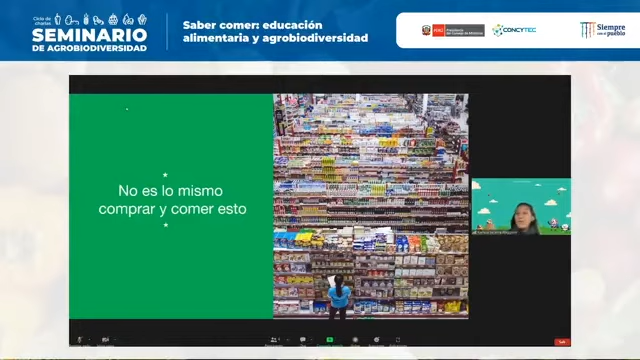 Ciclo de
charlas
SEMINARIO
DE AGROBIODIVERSIDAD
Saber comer: educación
alimentaria y agrobiodiversidad
PERÚ
CONCYTEC
Siempre
con el pueblo
No es lo mismo
comprar y comer esto